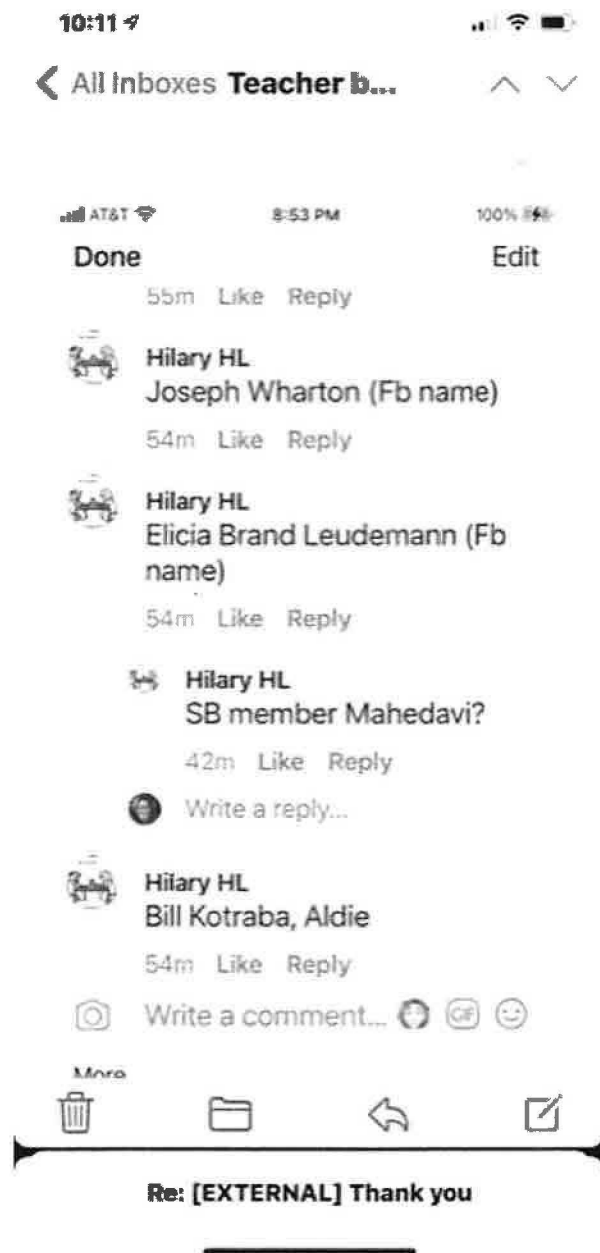 10:11
All Inboxes Teacher b...
AT&T 8:53 PM 100%
Done Edit
55m Like Reply
Hilary HL
Joseph Wharton (Fb name)
54m Like Reply
Hilary HL
Elicia Brand Leudemann (Fb
name)
54m Like Reply
Hilary HL
SB member Mahedavi?
42m Like Reply
Write a reply...
Hilary HL
Bill Kotraba, Aldie
54m Like Reply
Write a comment... GIF
More
Re: [EXTERNAL] Thank you